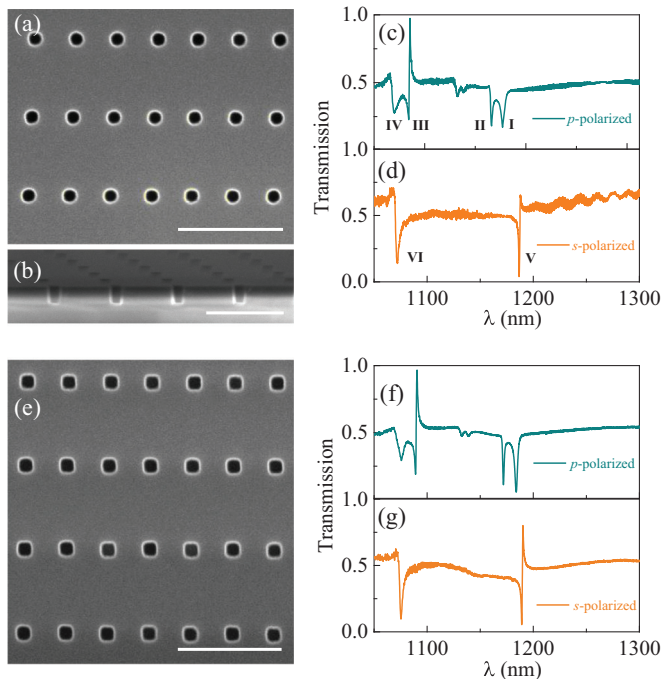 (a)
(b)
(c)
1.0
0.5
IV
III
II
I
p-polarized
1.0
(d)
Transmission
0.5
s-polarized
VI
V
0.0
1100
1200
1300
λ (nm)
(e)
(f)
1.0
0.5
p-polarized
1.0
(g)
Transmission
0.5
s-polarized
0.0
1100
1200
1300
λ (nm)